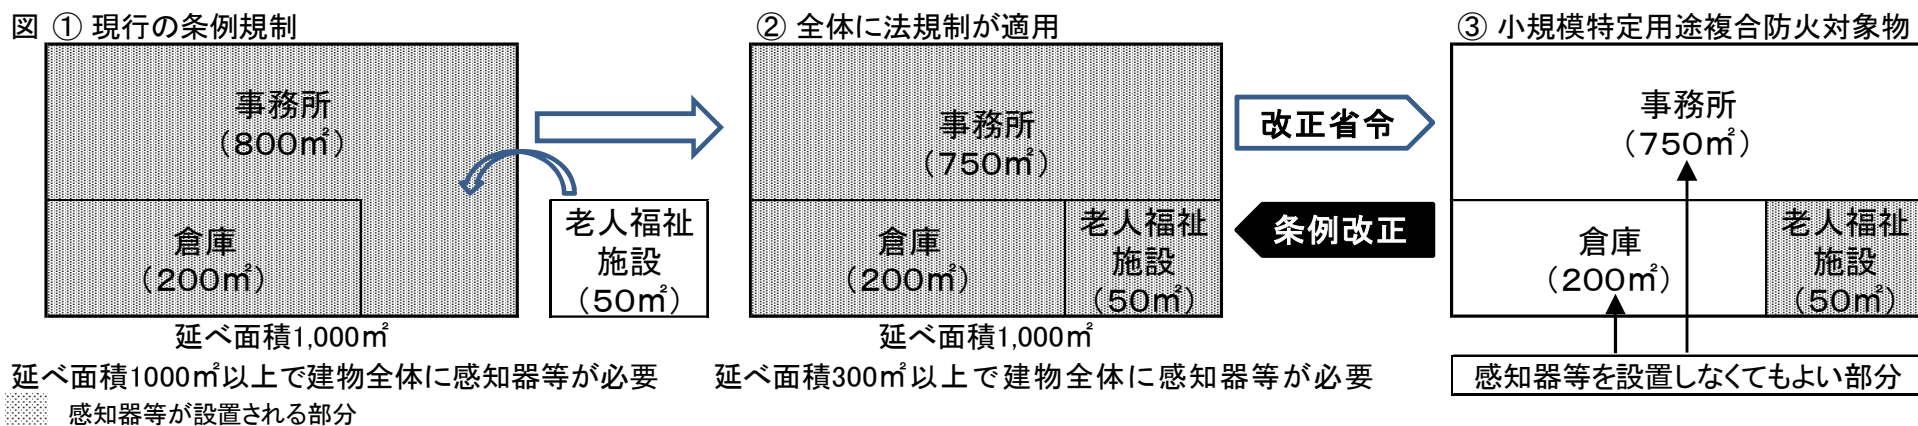 図 ① 現行の条例規制
事務所
(800㎡)
倉庫
(200㎡)
老人福祉
施設
(50㎡)
延べ面積1,000㎡
延べ面積1000㎡以上で建物全体に感知器等が必要
感知器等が設置される部分
② 全体に法規制が適用
事務所
(750㎡)
倉庫
(200㎡)
老人福祉
施設
(50㎡)
延べ面積1,000㎡
延べ面積300㎡以上で建物全体に感知器等が必要
改正省令
条例改正
③ 小規模特定用途複合防火対象物
事務所
(750㎡)
倉庫
(200㎡)
老人福祉
施設
(50㎡)
感知器等を設置しなくてもよい部分